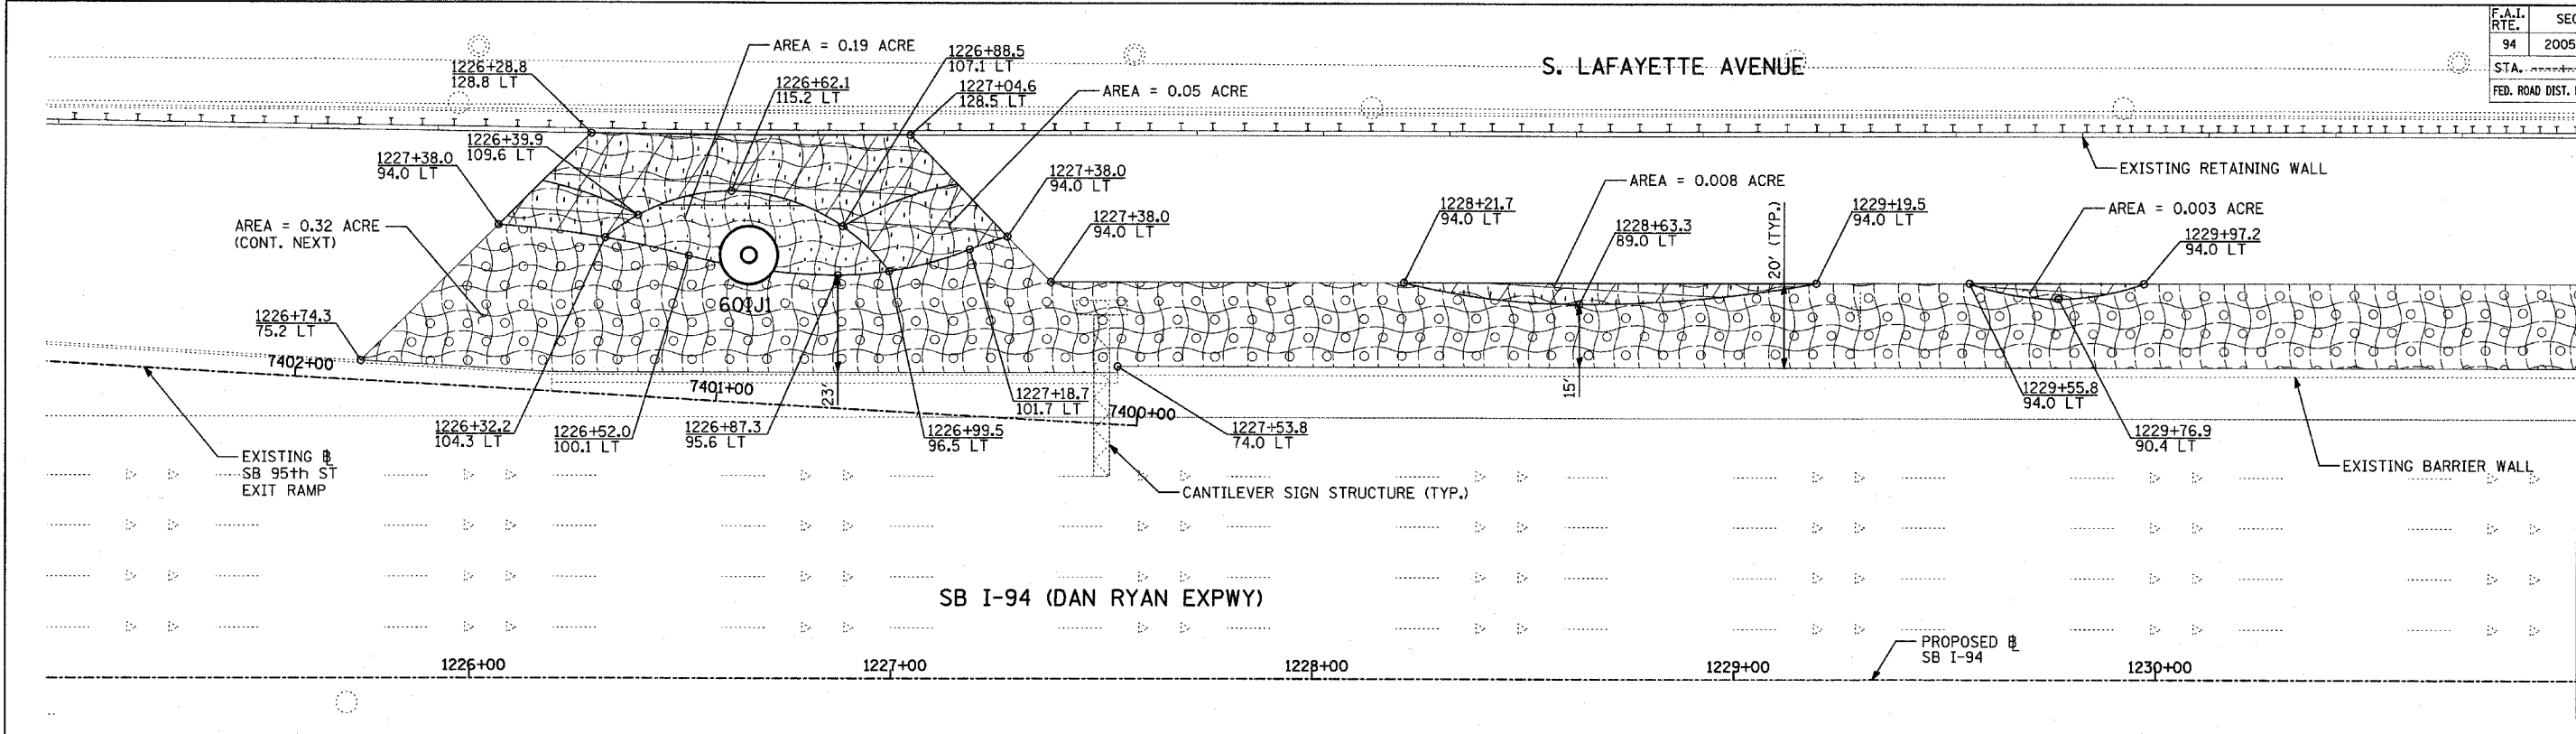 F.A.I. RTE.
SEC
94
2005
STA.
FED. ROAD DIST.
S. LAFAYETTE AVENUE
AREA = 0.19 ACRE
1226+28.8
128.8 LT
1226+88.5
107.1 LT
1226+62.1
115.2 LT
1227+04.6
128.5 LT
AREA = 0.05 ACRE
1226+39.9
109.6 LT
1227+38.0
94.0 LT
1227+38.0
94.0 LT
1227+38.0
94.0 LT
AREA = 0.32 ACRE
(CONT. NEXT)
1226+74.3
75.2 LT
601J1
EXISTING RETAINING WALL
AREA = 0.008 ACRE
1228+21.7
94.0 LT
1228+63.3
89.0 LT
20' (TYP.)
1229+19.5
94.0 LT
AREA = 0.003 ACRE
1229+97.2
94.0 LT
7402+00
7401+00
7400+00
23'
15'
1226+32.2
104.3 LT
1226+52.0
100.1 LT
1226+87.3
95.6 LT
1226+99.5
96.5 LT
1227+18.7
101.7 LT
1227+53.8
74.0 LT
1229+55.8
94.0 LT
1229+76.9
90.4 LT
EXISTING ℄
SB 95th ST
EXIT RAMP
CANTILEVER SIGN STRUCTURE (TYP.)
EXISTING BARRIER WALL
SB I-94 (DAN RYAN EXPWY)
PROPOSED ℄
SB I-94
1226+00
1227+00
1228+00
1229+00
1230+00